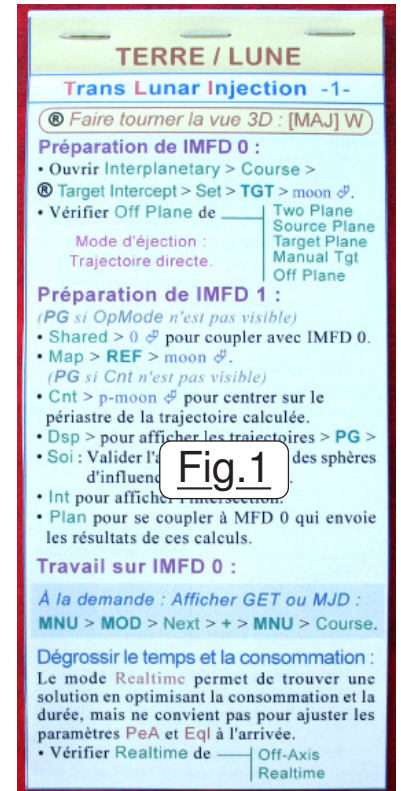 TERRE / LUNE
Trans Lunar Injection -1-
® Faire tourner la vue 3D : [MAJ] W
Préparation de IMFD 0 :
• Ouvrir Interplanetary > Course >
® Target Intercept > Set > TGT > moon
• Vérifier Off Plane de
Two Plane
Source Plane
Target Plane
Manual Tgt
Off Plane
Mode d'éjection :
Trajectoire directe.
Préparation de IMFD 1 :
(PG si OpMode n'est pas visible)
• Shared > 0 pour coupler avec IMFD 0.
• Map > REF > moon .
(PG si Cnt n'est pas visible)
• Cnt > p-moon pour centrer sur le
périastre de la trajectoire calculée.
• Dsp > pour afficher les trajectoires > PG >
• Soi : Valider l'a des sphères
d'influenc
Fig.1
• Int pour afficher l'intersection.
• Plan pour se coupler à MFD 0 qui envoie
les résultats de ces calculs.
Travail sur IMFD 0 :
À la demande : Afficher GET ou MJD :
MNU > MOD > Next > + > MNU > Course.
Dégrossir le temps et la consommation :
Le mode Realtime permet de trouver une
solution en optimisant la consommation et la
durée, mais ne convient pas pour ajuster les
paramètres PeA et Eql à l'arrivée.
• Vérifier Realtime de
Off-Axis
Realtime